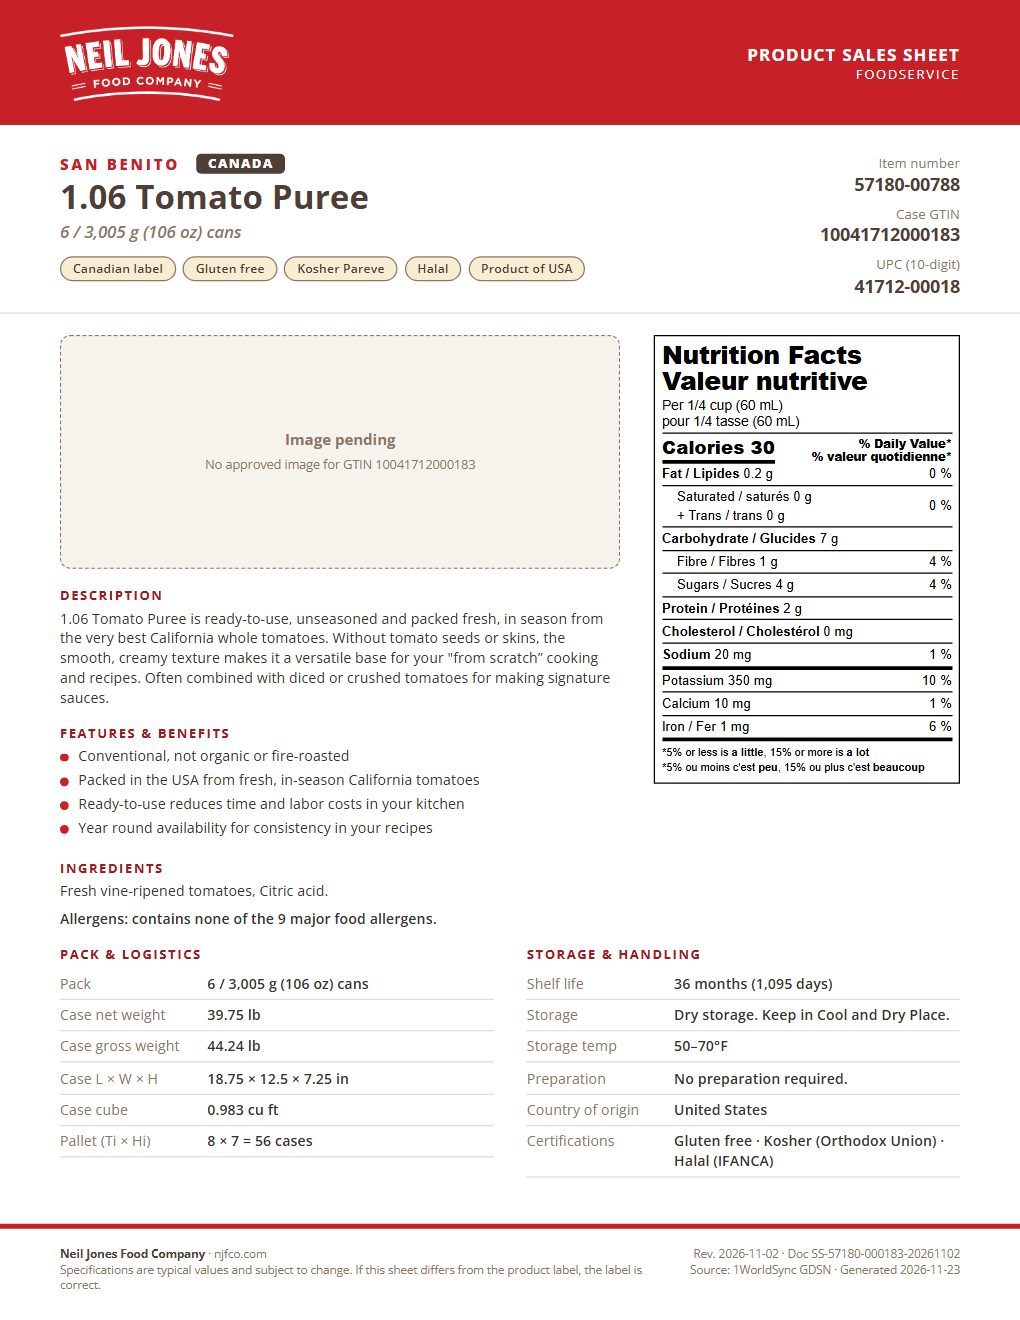 NEIL JONES
FOOD COMPANY
PRODUCT SALES SHEET
FOODSERVICE
SAN BENITO CANADA
1.06 Tomato Puree
6 / 3,005 g (106 oz) cans
Canadian label Gluten free Kosher Pareve Halal Product of USA
Item number
57180-00788
Case GTIN
10041712000183
UPC (10-digit)
41712-00018
Image pending
No approved image for GTIN 10041712000183
DESCRIPTION
1.06 Tomato Puree is ready-to-use, unseasoned and packed fresh, in season from
the very best California whole tomatoes. Without tomato seeds or skins, the
smooth, creamy texture makes it a versatile base for your "from scratch” cooking
and recipes. Often combined with diced or crushed tomatoes for making signature
sauces.
FEATURES & BENEFITS
Conventional, not organic or fire-roasted
Packed in the USA from fresh, in-season California tomatoes
Ready-to-use reduces time and labor costs in your kitchen
Year round availability for consistency in your recipes
INGREDIENTS
Fresh vine-ripened tomatoes, Citric acid.
Allergens: contains none of the 9 major food allergens.
Nutrition Facts
Valeur nutritive
Per 1/4 cup (60 mL)
pour 1/4 tasse (60 mL)
Calories 30
% Daily Value*
% valeur quotidienne*
Fat / Lipides 0.2 g 0 %
Saturated / saturés 0 g
+ Trans / trans 0 g 0 %
Carbohydrate / Glucides 7 g
Fibre / Fibres 1 g 4 %
Sugars / Sucres 4 g 4 %
Protein / Protéines 2 g
Cholesterol / Cholestérol 0 mg
Sodium 20 mg 1 %
Potassium 350 mg 10 %
Calcium 10 mg 1 %
Iron / Fer 1 mg 6 %
*5% or less is a little, 15% or more is a lot
*5% ou moins c'est peu, 15% ou plus c'est beaucoup
PACK & LOGISTICS
Pack 6 / 3,005 g (106 oz) cans
Case net weight 39.75 lb
Case gross weight 44.24 lb
Case L × W × H 18.75 × 12.5 × 7.25 in
Case cube 0.983 cu ft
Pallet (Ti × Hi) 8 × 7 = 56 cases
STORAGE & HANDLING
Shelf life 36 months (1,095 days)
Storage Dry storage. Keep in Cool and Dry Place.
Storage temp 50–70°F
Preparation No preparation required.
Country of origin United States
Certifications Gluten free · Kosher (Orthodox Union) ·
Halal (IFANCA)
Neil Jones Food Company · njfco.com
Specifications are typical values and subject to change. If this sheet differs from the product label, the label is
correct.
Rev. 2026-11-02 · Doc SS-57180-000183-20261102
Source: 1WorldSync GDSN · Generated 2026-11-23